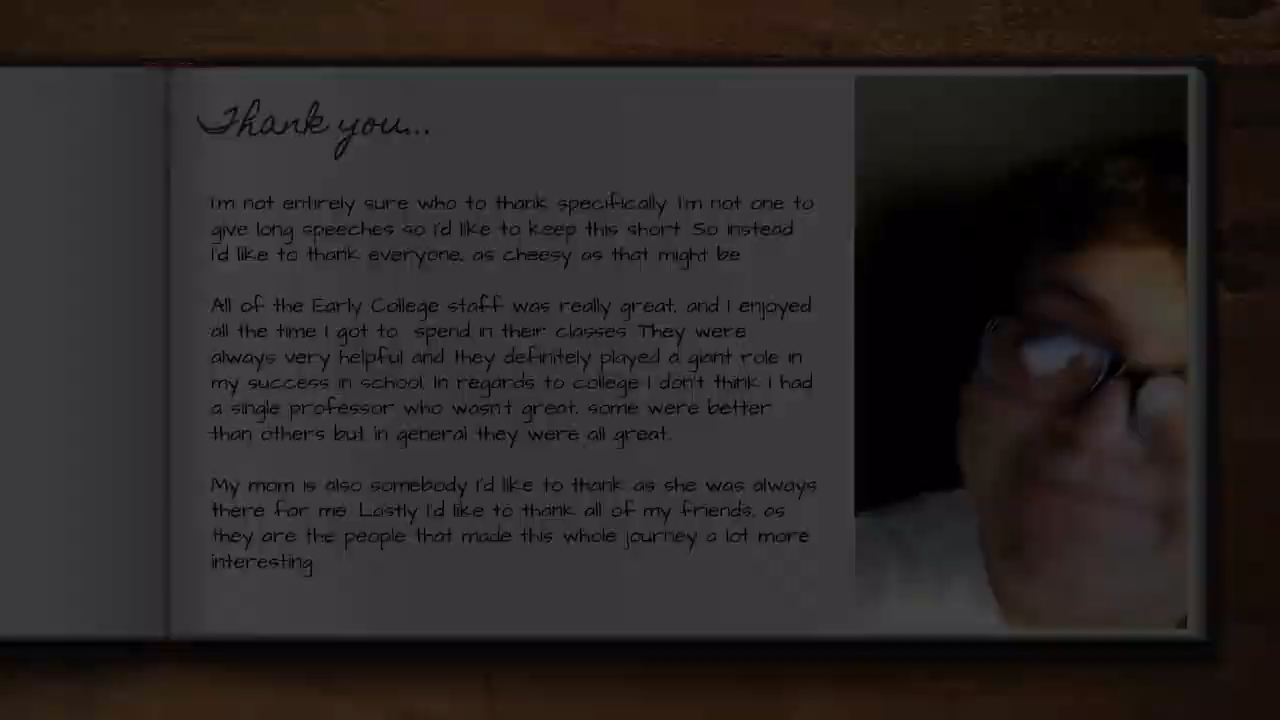 Thank you...
I'm not entirely sure who to thank specifically. I'm not one to
give long speeches so I'd like to keep this short. So instead
I'd like to thank everyone, as cheesy as that might be.
All of the Early College staff was really great, and I enjoyed
all the time I got to spend in their classes. They were
always very helpful and they definitely played a giant role in
my success in school. In regards to college I don't think I had
a single professor who wasn't great, some were better
than others but in general they were all great.
My mom is also somebody I'd like to thank as she was always
there for me. Lastly I'd like to thank all of my friends, as
they are the people that made this whole journey a lot more
interesting.